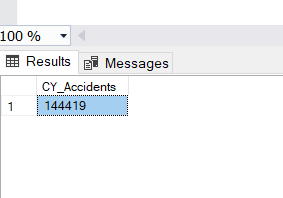 100 %
Results Messages
CY_Accidents
1 144419